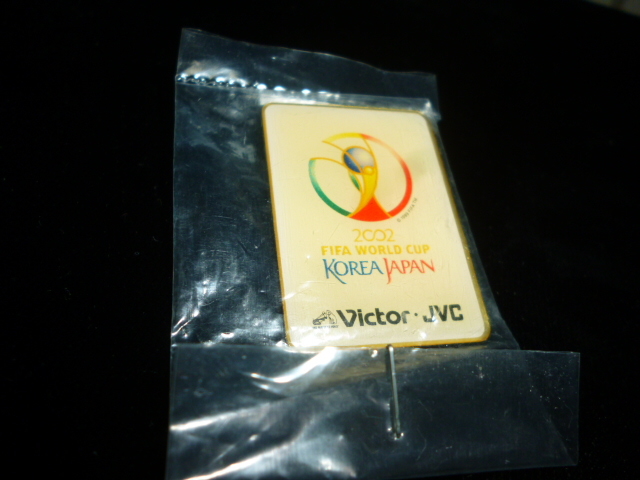 2002
FIFA WORLD CUP
KOREA JAPAN
Victor · JVC